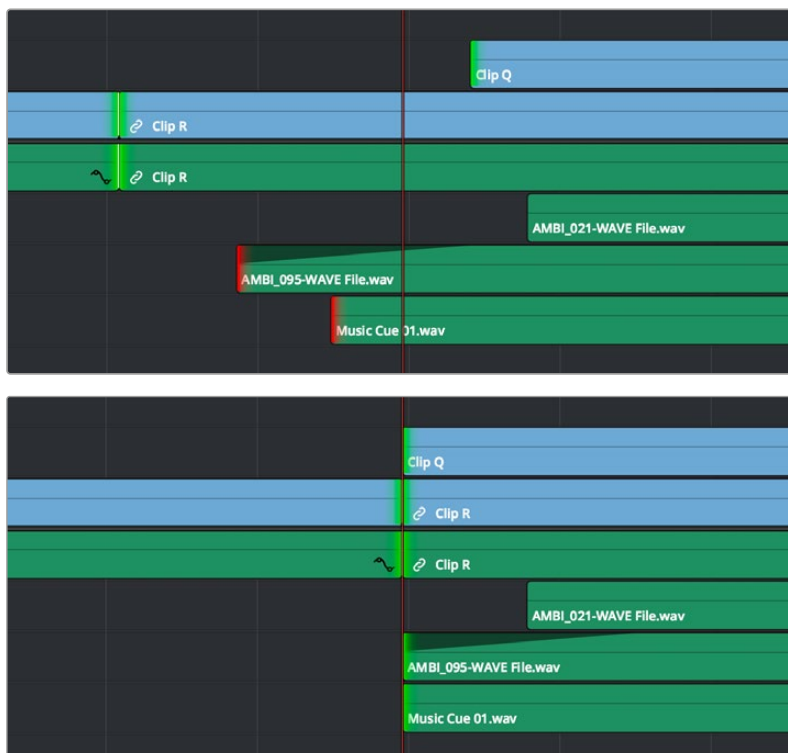 Clip Q
Clip R
Clip R
AMBI_021-WAVE File.wav
AMBI_095-WAVE File.wav
Music Cue 01.wav
Clip Q
Clip R
Clip R
AMBI_021-WAVE File.wav
AMBI_095-WAVE File.wav
Music Cue 01.wav